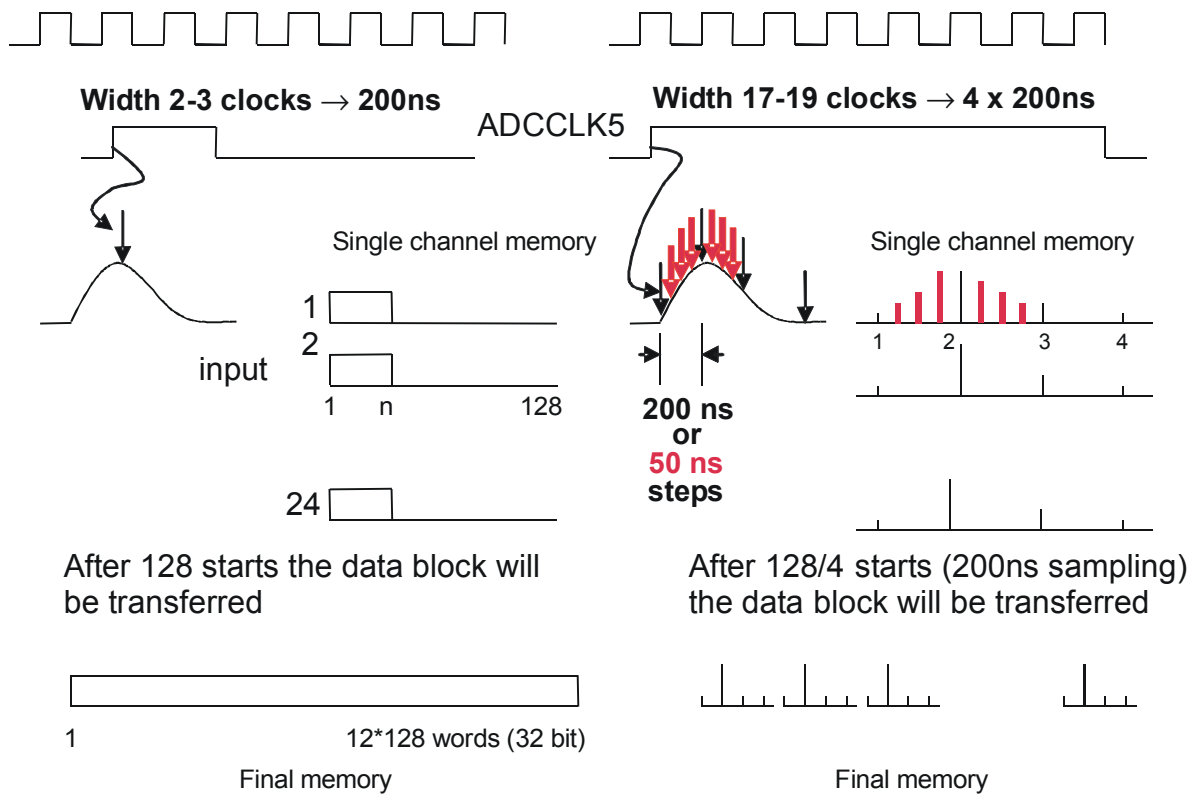 Width 2-3 clocks → 200ns
ADCCLK5
Width 17-19 clocks → 4 x 200ns
Single channel memory
1
2
input
1 n 128
24
Single channel memory
1 2 3 4
200 ns
or
50 ns
steps
After 128 starts the data block will
be transferred
After 128/4 starts (200ns sampling)
the data block will be transferred
1 12*128 words (32 bit)
Final memory
Final memory